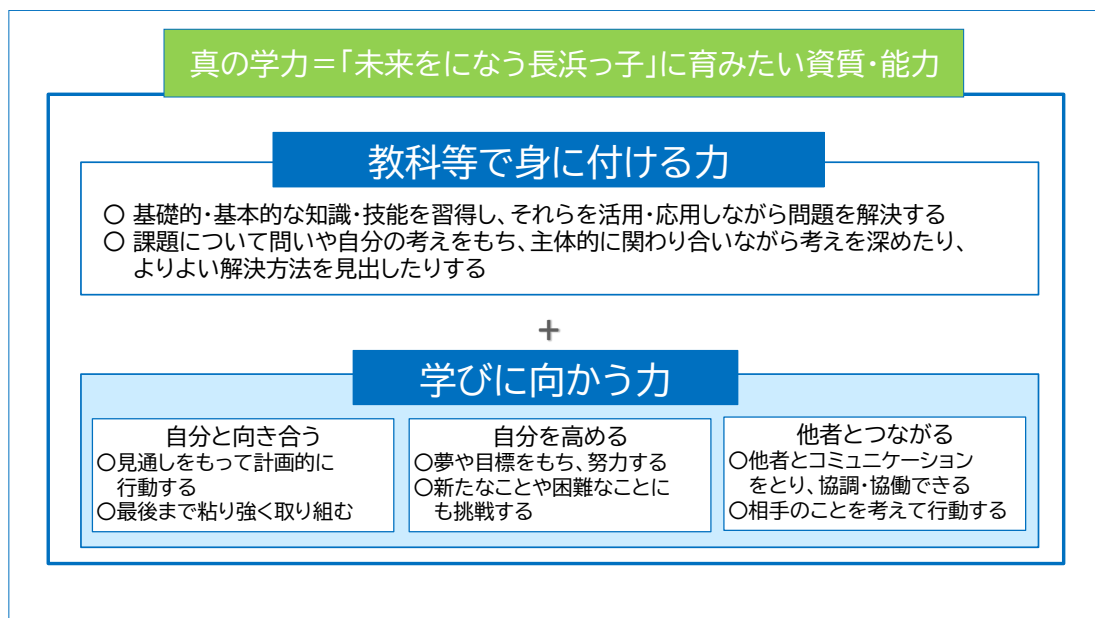 真の学力＝「未来をになう長浜っ子」に育みたい資質・能力
教科等で身に付ける力
〇 基礎的・基本的な知識・技能を習得し、それらを活用・応用しながら問題を解決する
〇 課題について問いや自分の考えをもち、主体的に関わり合いながら考えを深めたり、
よりよい解決方法を見出したりする
+
学びに向かう力
自分と向き合う
〇見通しをもって計画的に
行動する
〇最後まで粘り強く取り組む
自分を高める
〇夢や目標をもち、努力する
〇新たなことや困難なことに
も挑戦する
他者とつながる
〇他者とコミュニケーション
をとり、協調・協働できる
〇相手のことを考えて行動する